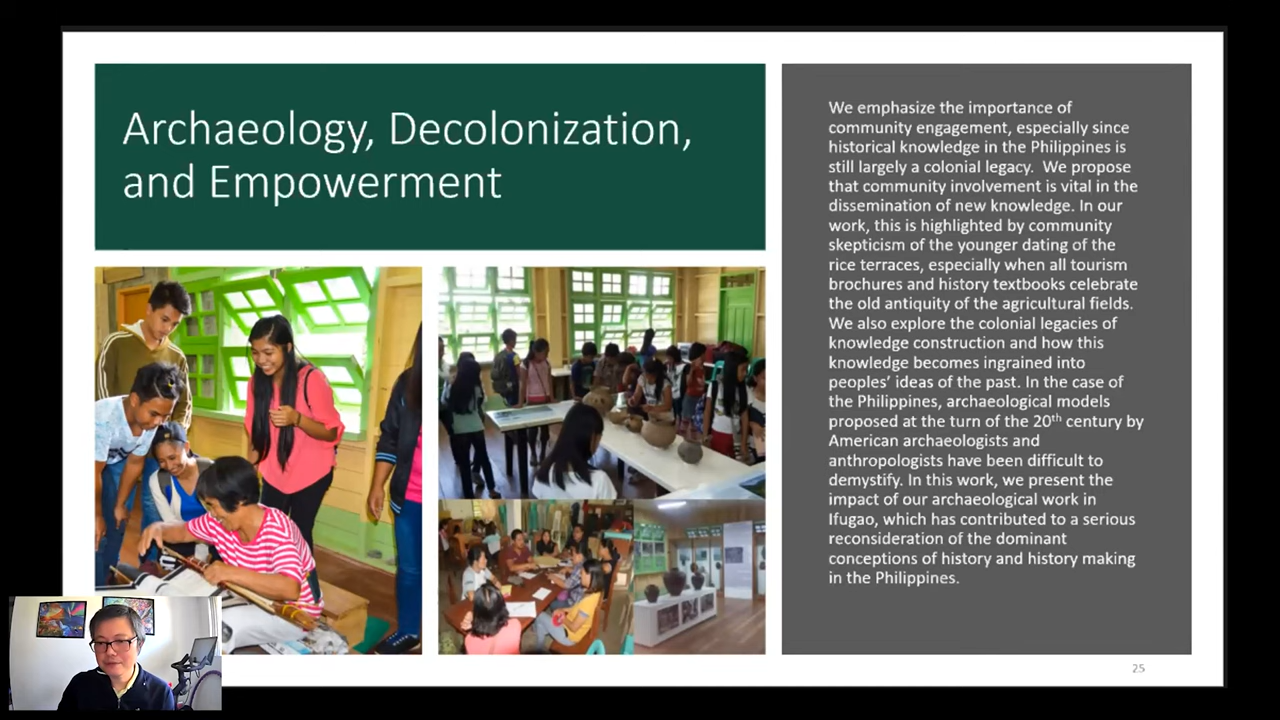 Archaeology, Decolonization,
and Empowerment
We emphasize the importance of
community engagement, especially since
historical knowledge in the Philippines is
still largely a colonial legacy.  We propose
that community involvement is vital in the
dissemination of new knowledge. In our
work, this is highlighted by community
skepticism of the younger dating of the
rice terraces, especially when all tourism
brochures and history textbooks celebrate
the old antiquity of the agricultural fields.
We also explore the colonial legacies of
knowledge construction and how this
knowledge becomes ingrained into
peoples’ ideas of the past. In the case of
the Philippines, archaeological models
proposed at the turn of the 20th century by
American archaeologists and
anthropologists have been difficult to
demystify. In this work, we present the
impact of our archaeological work in
Ifugao, which has contributed to a serious
reconsideration of the dominant
conceptions of history and history making
in the Philippines.
25